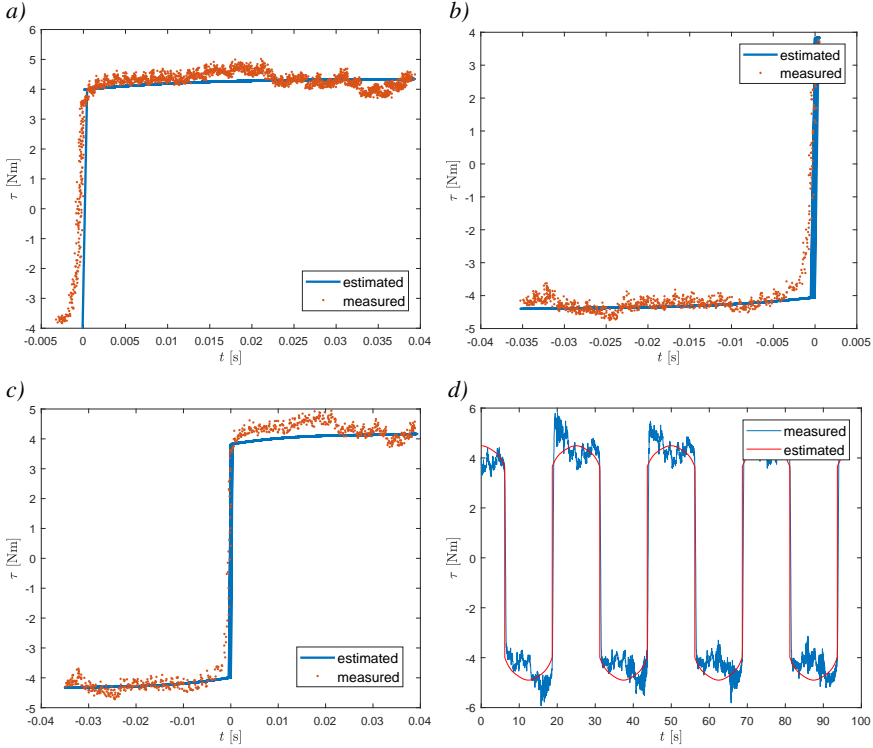 a)
6
5
4
3
2
1
0
-1
-2
-3
-4
τ [Nm]
estimated
measured
-0.005 0 0.005 0.01 0.015 0.02 0.025 0.03 0.035 0.04
t [s]
b)
4
3
2
1
0
-1
-2
-3
-4
-5
τ [Nm]
estimated
measured
-0.035 -0.03 -0.025 -0.02 -0.015 -0.01 -0.005 0 0.005
t [s]
c)
5
4
3
2
1
0
-1
-2
-3
-4
-5
τ [Nm]
estimated
measured
-0.04 -0.03 -0.02 -0.01 0 0.01 0.02 0.03 0.04
t [s]
d)
6
4
2
0
-2
-4
-6
τ [Nm]
measured
estimated
0 10 20 30 40 50 60 70 80 90 100
t [s]